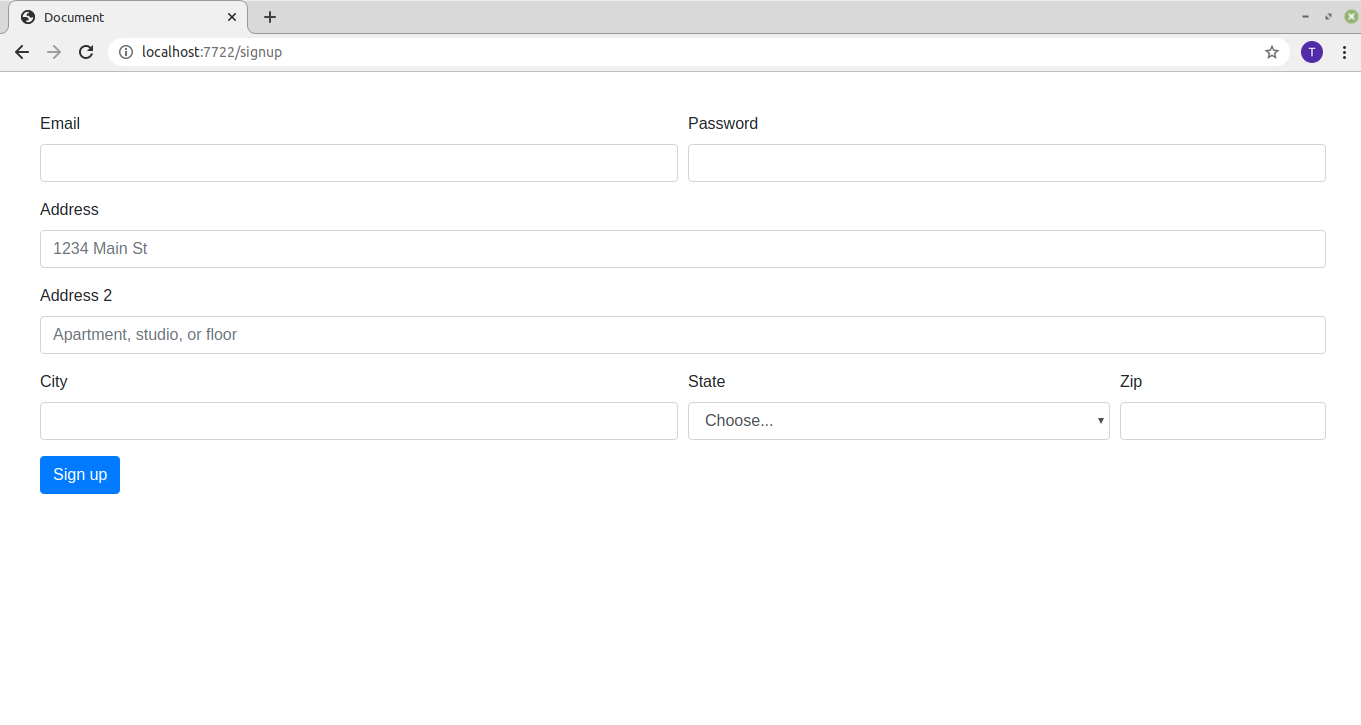 Document
localhost:7722/signup
T
Email Password
Address
1234 Main St
Address 2
Apartment, studio, or floor
City State Zip
Choose...
Sign up